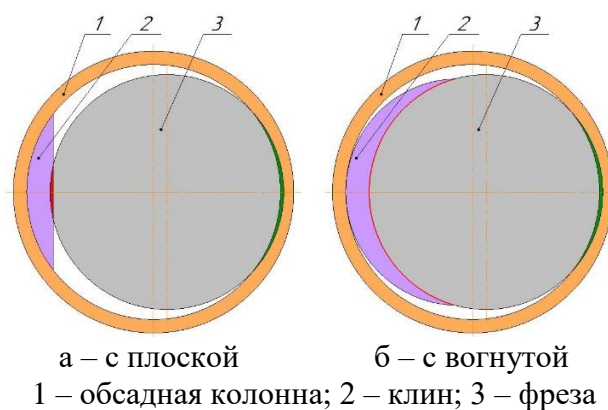 1 2 3 1 2 3
а – с плоской б – с вогнутой
1 – обсадная колонна; 2 – клин; 3 – фреза